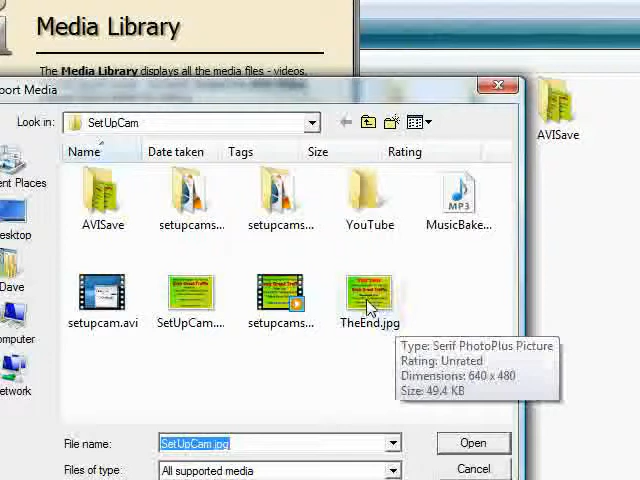 Media Library
The Media Library displays all the media files - videos,
port Media
Look in:
SetUpCam
Name
Date taken
Tags
Size
Rating
ent Places
esktop
Dave
omputer
etwork
AVISave
setupcams...
setupcams...
YouTube
MP3
MusicBake...
setupcam.avi
SetUpCam....
setupcams...
TheEnd.jpg
Type: Serif PhotoPlus Picture
Rating: Unrated
Dimensions: 640 x 480
Size: 49.4 KB
File name:
SetUpCam.jpg
Open
Files of type:
All supported media
Cancel
AVISave